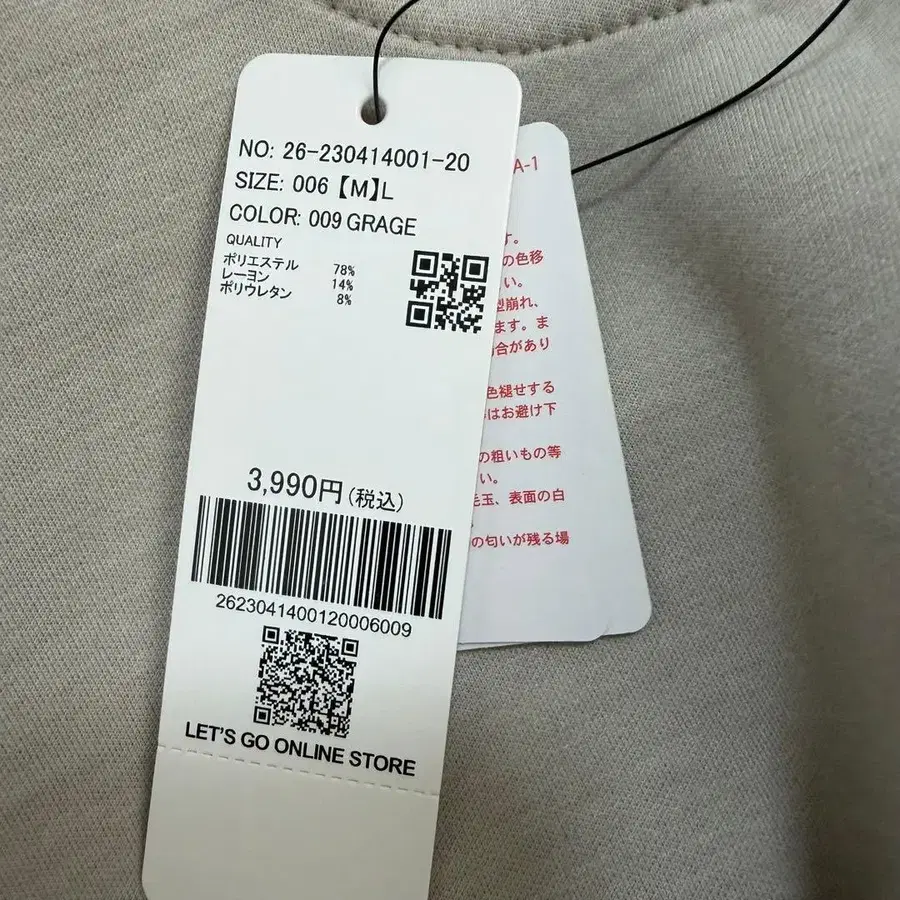 NO: 26-230414001-20
SIZE: 006【M】L
COLOR: 009 GRAGE
QUALITY
ポリエステル 78%
レーヨン 14%
ポリウレタン 8%
3,990円(税込)
2623041400120006009
LET'S GO ONLINE STORE
A-1
す。
の色移
い。
型崩れ、
ます。ま
合があり
色褪せする
はお避け下
の粗いもの等
い。
毛玉、表面の白
の匂いが残る場